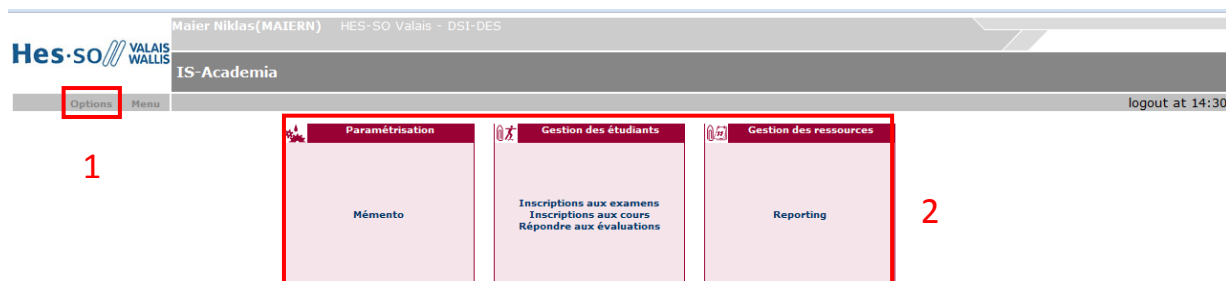 Maier Niklas(MAIERN) HES-SO Valais - DSI-DES
Hes·so// VALAIS
WALLIS
IS-Academia
Options Menu
logout at 14:30
Paramétrisation
Gestion des étudiants
Gestion des ressources
1
Mémento
Inscriptions aux examens
Inscriptions aux cours
Répondre aux évaluations
Reporting
2